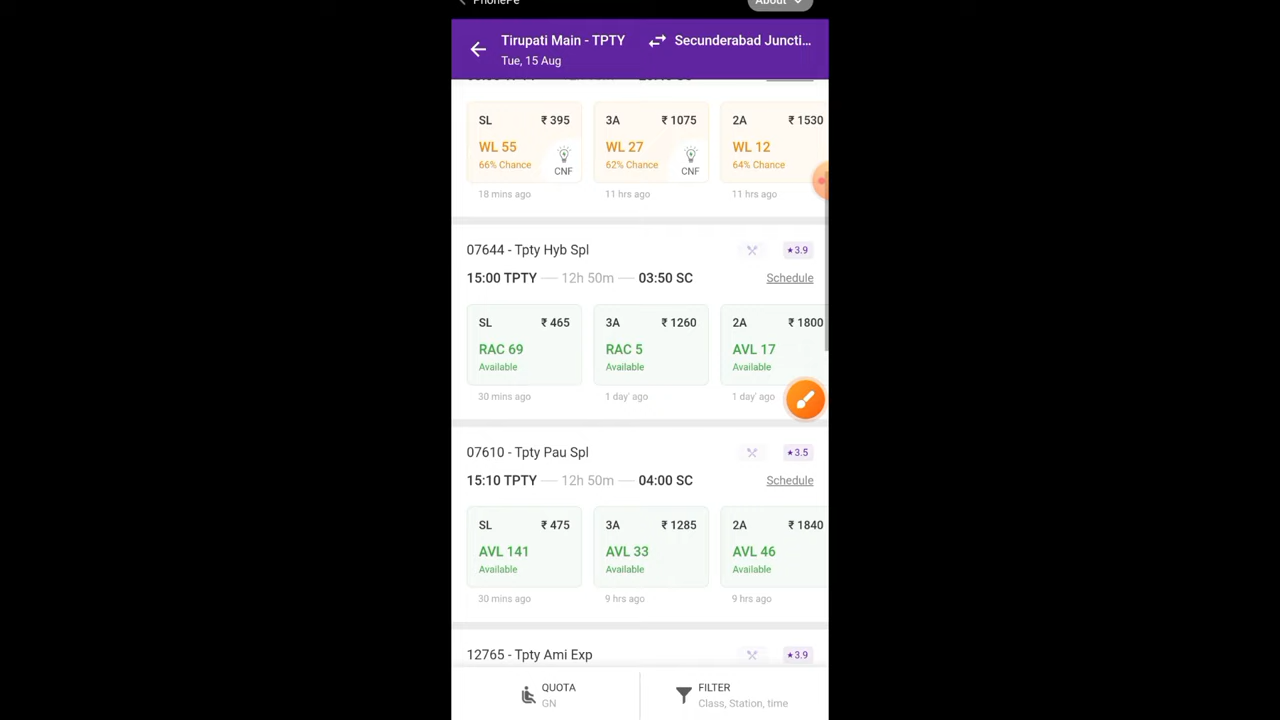 PhonePe
About
Tirupati Main - TPTY
Secunderabad Juncti...
Tue, 15 Aug
SL ₹ 395
WL 55
66% Chance
CNF
18 mins ago
3A ₹ 1075
WL 27
62% Chance
CNF
11 hrs ago
2A ₹ 1530
WL 12
64% Chance
11 hrs ago
07644 - Tpty Hyb Spl
★3.9
15:00 TPTY — 12h 50m — 03:50 SC
Schedule
SL ₹ 465
RAC 69
Available
30 mins ago
3A ₹ 1260
RAC 5
Available
1 day' ago
2A ₹ 1800
AVL 17
Available
1 day' ago
07610 - Tpty Pau Spl
★3.5
15:10 TPTY — 12h 50m — 04:00 SC
Schedule
SL ₹ 475
AVL 141
Available
30 mins ago
3A ₹ 1285
AVL 33
Available
9 hrs ago
2A ₹ 1840
AVL 46
Available
9 hrs ago
12765 - Tpty Ami Exp
★3.9
QUOTA
GN
FILTER
Class, Station, time